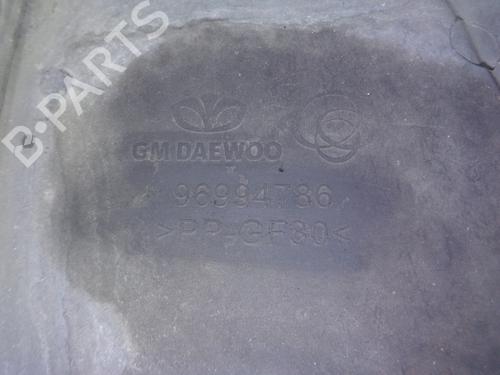 B-PARTS
GM DAEWOO
96994786
>PP-GF30<